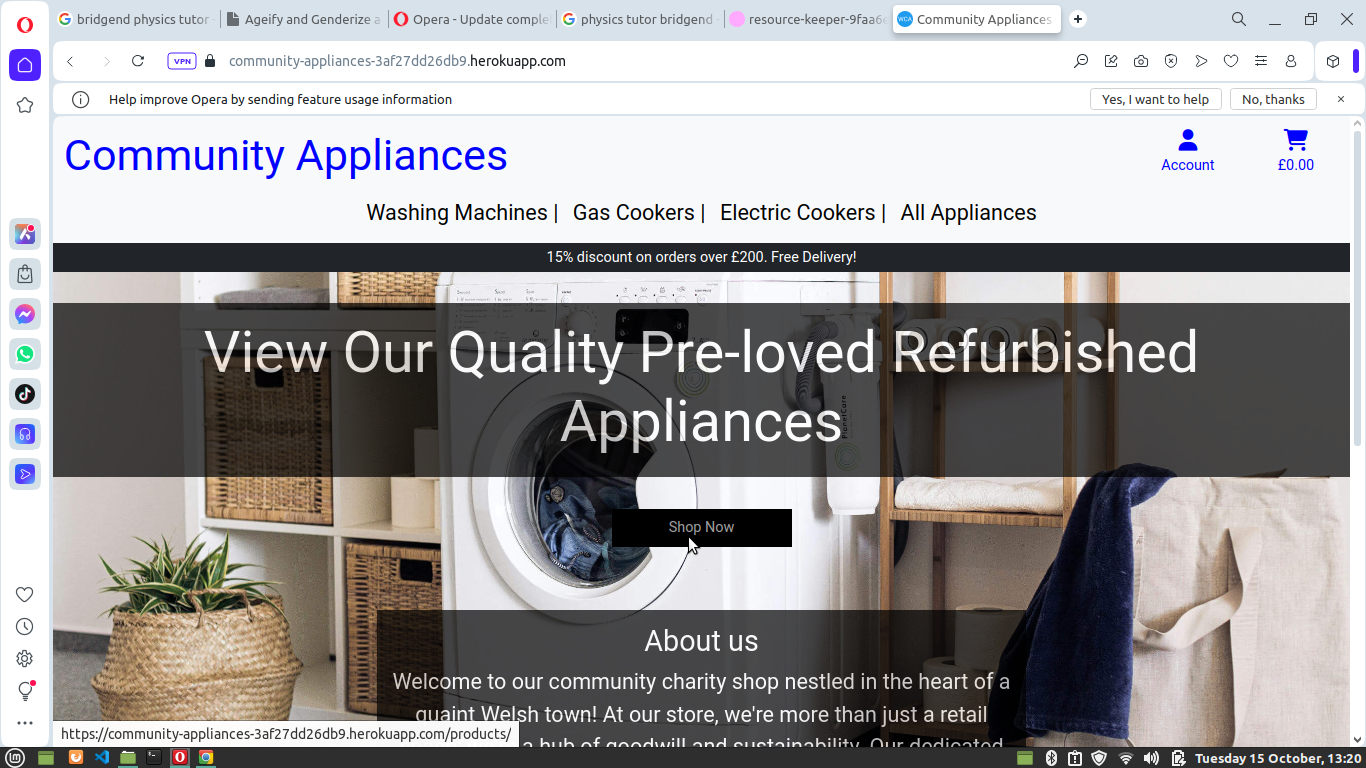 bridgend physics tutor
Ageify and Genderize a
Opera - Update comple
physics tutor bridgend
resource-keeper-9faa6e
WCA
Community Appliances
VPN
community-appliances-3af27dd26db9.herokuapp.com
Help improve Opera by sending feature usage information
Yes, I want to help
No, thanks
Community Appliances
Account
£0.00
Washing Machines |
Gas Cookers |
Electric Cookers |
All Appliances
15% discount on orders over £200. Free Delivery!
View Our Quality Pre-loved Refurbished
Appliances
PlanetCare
Shop Now
About us
Welcome to our community charity shop nestled in the heart of a
quaint Welsh town! At our store, we're more than just a retail
a hub of goodwill and sustainability. Our dedicated
https://community-appliances-3af27dd26db9.herokuapp.com/products/
Tuesday 15 October, 13:20